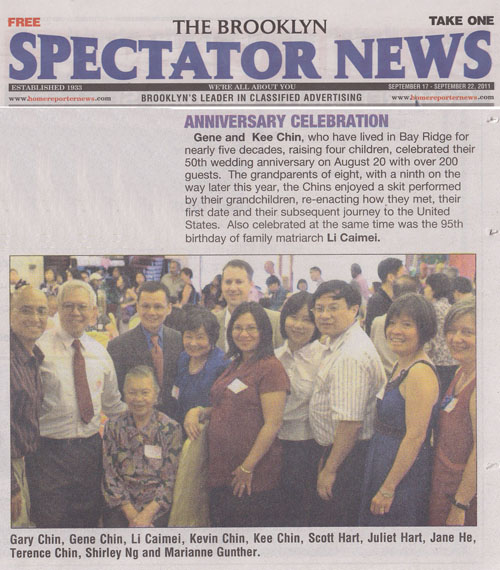 FREE
THE BROOKLYN
TAKE ONE
SPECTATOR NEWS
ESTABLISHED 1933
WE'RE ALL ABOUT YOU
SEPTEMBER 17 - SEPTEMBER 22, 2011
www.homereporternews.com
BROOKLYN'S LEADER IN CLASSIFIED ADVERTISING
www.homereporternews.com
ANNIVERSARY CELEBRATION
Gene and Kee Chin, who have lived in Bay Ridge for
nearly five decades, raising four children, celebrated their
50th wedding anniversary on August 20 with over 200
guests. The grandparents of eight, with a ninth on the
way later this year, the Chins enjoyed a skit performed
by their grandchildren, re-enacting how they met, their
first date and their subsequent journey to the United
States. Also celebrated at the same time was the 95th
birthday of family matriarch Li Caimei.
Gary Chin, Gene Chin, Li Caimei, Kevin Chin, Kee Chin, Scott Hart, Juliet Hart, Jane He,
Terence Chin, Shirley Ng and Marianne Gunther.